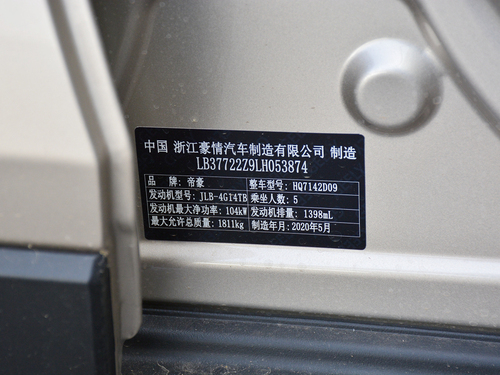 中国 浙江豪情汽车制造有限公司 制造
LB37722Z9LH053874
品 牌:帝豪 整车型号:HQ7142D09
发动机型号:JLB-4GT4TB 乘坐人数:5
发动机最大净功率:104kW 发动机排量:1398mL
最大允许总质量:1811kg 制造年月:2020年5月